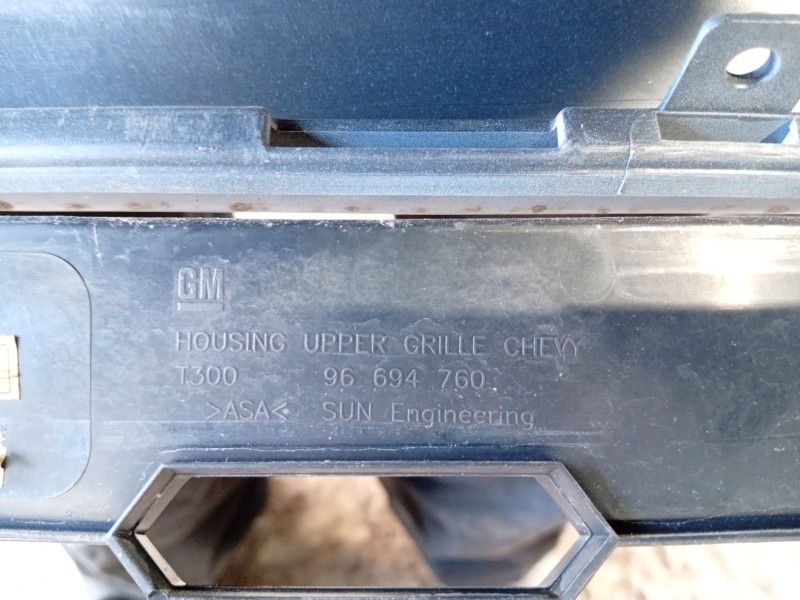 GM
HOUSING UPPER GRILLE CHEVY
T300 96 694 760
>ASA< SUN Engineering